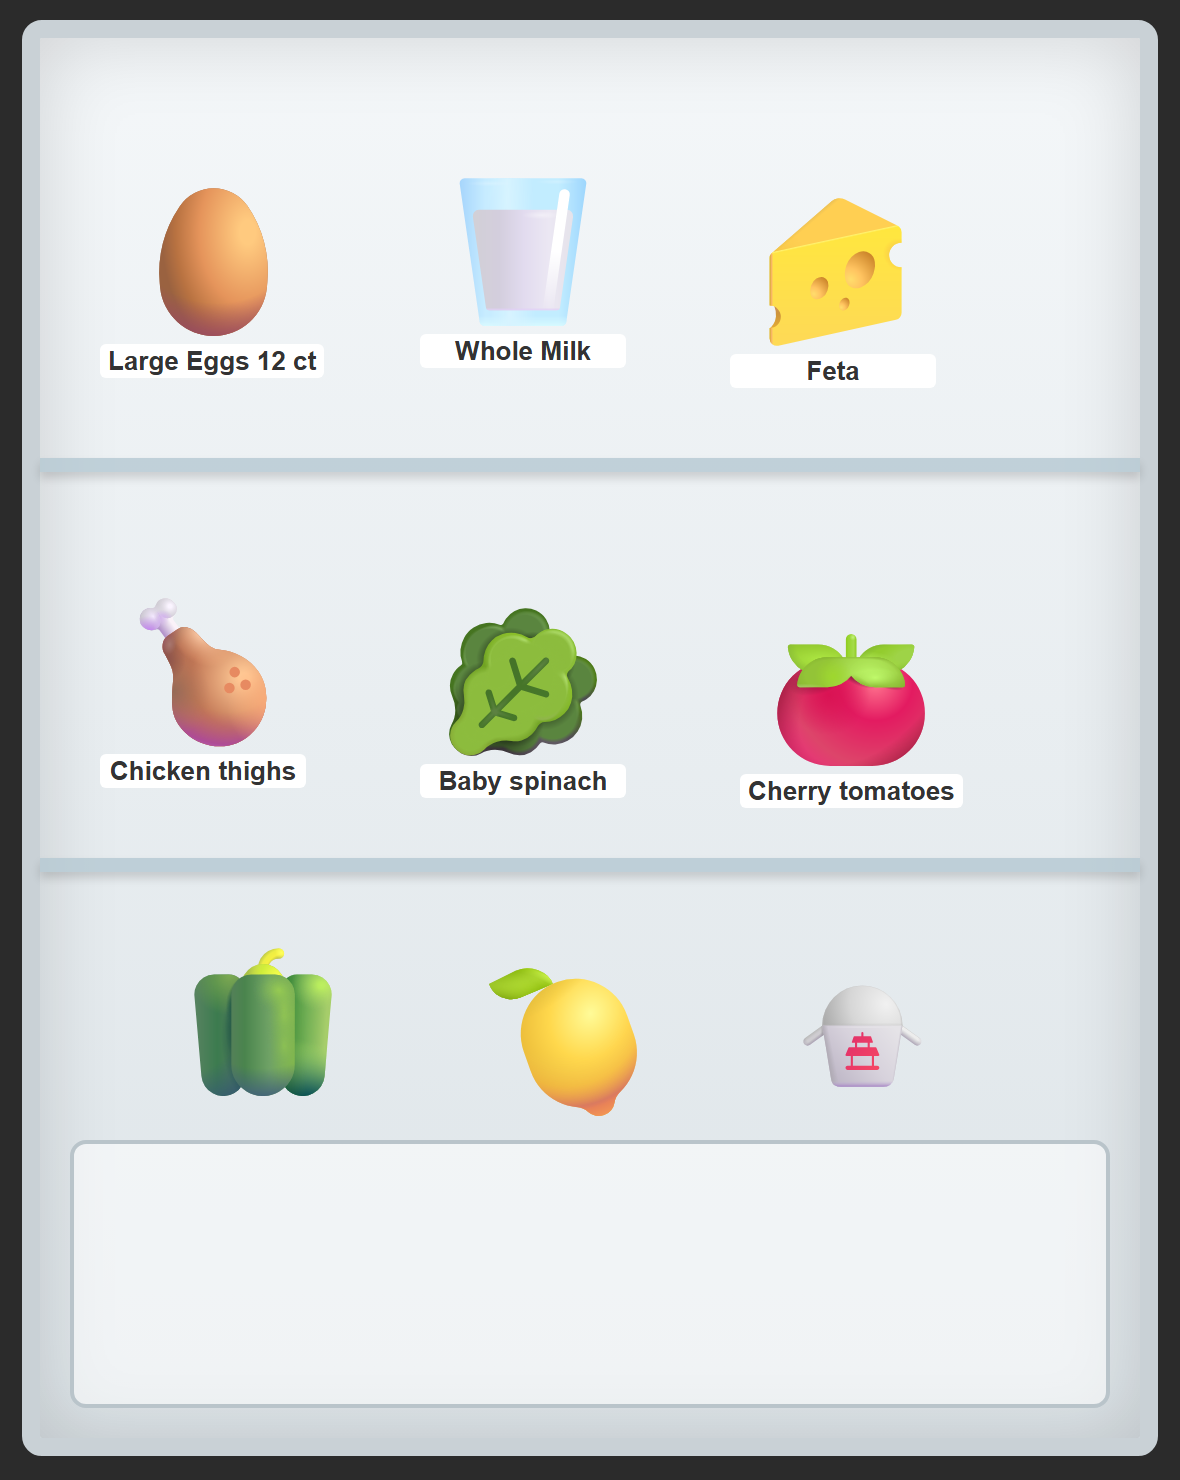 Large Eggs 12 ct
Whole Milk
Feta
Chicken thighs
Baby spinach
Cherry tomatoes